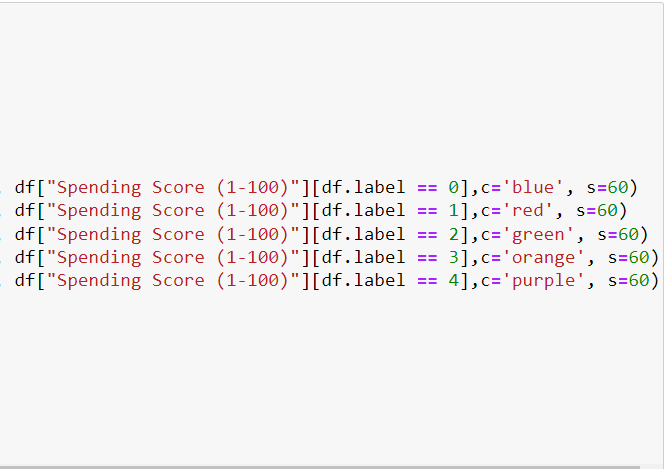 df["Spending Score (1-100)"][df.label == 0],c='blue', s=60)
df["Spending Score (1-100)"][df.label == 1],c='red', s=60)
df["Spending Score (1-100)"][df.label == 2],c='green', s=60)
df["Spending Score (1-100)"][df.label == 3],c='orange', s=60)
df["Spending Score (1-100)"][df.label == 4],c='purple', s=60)